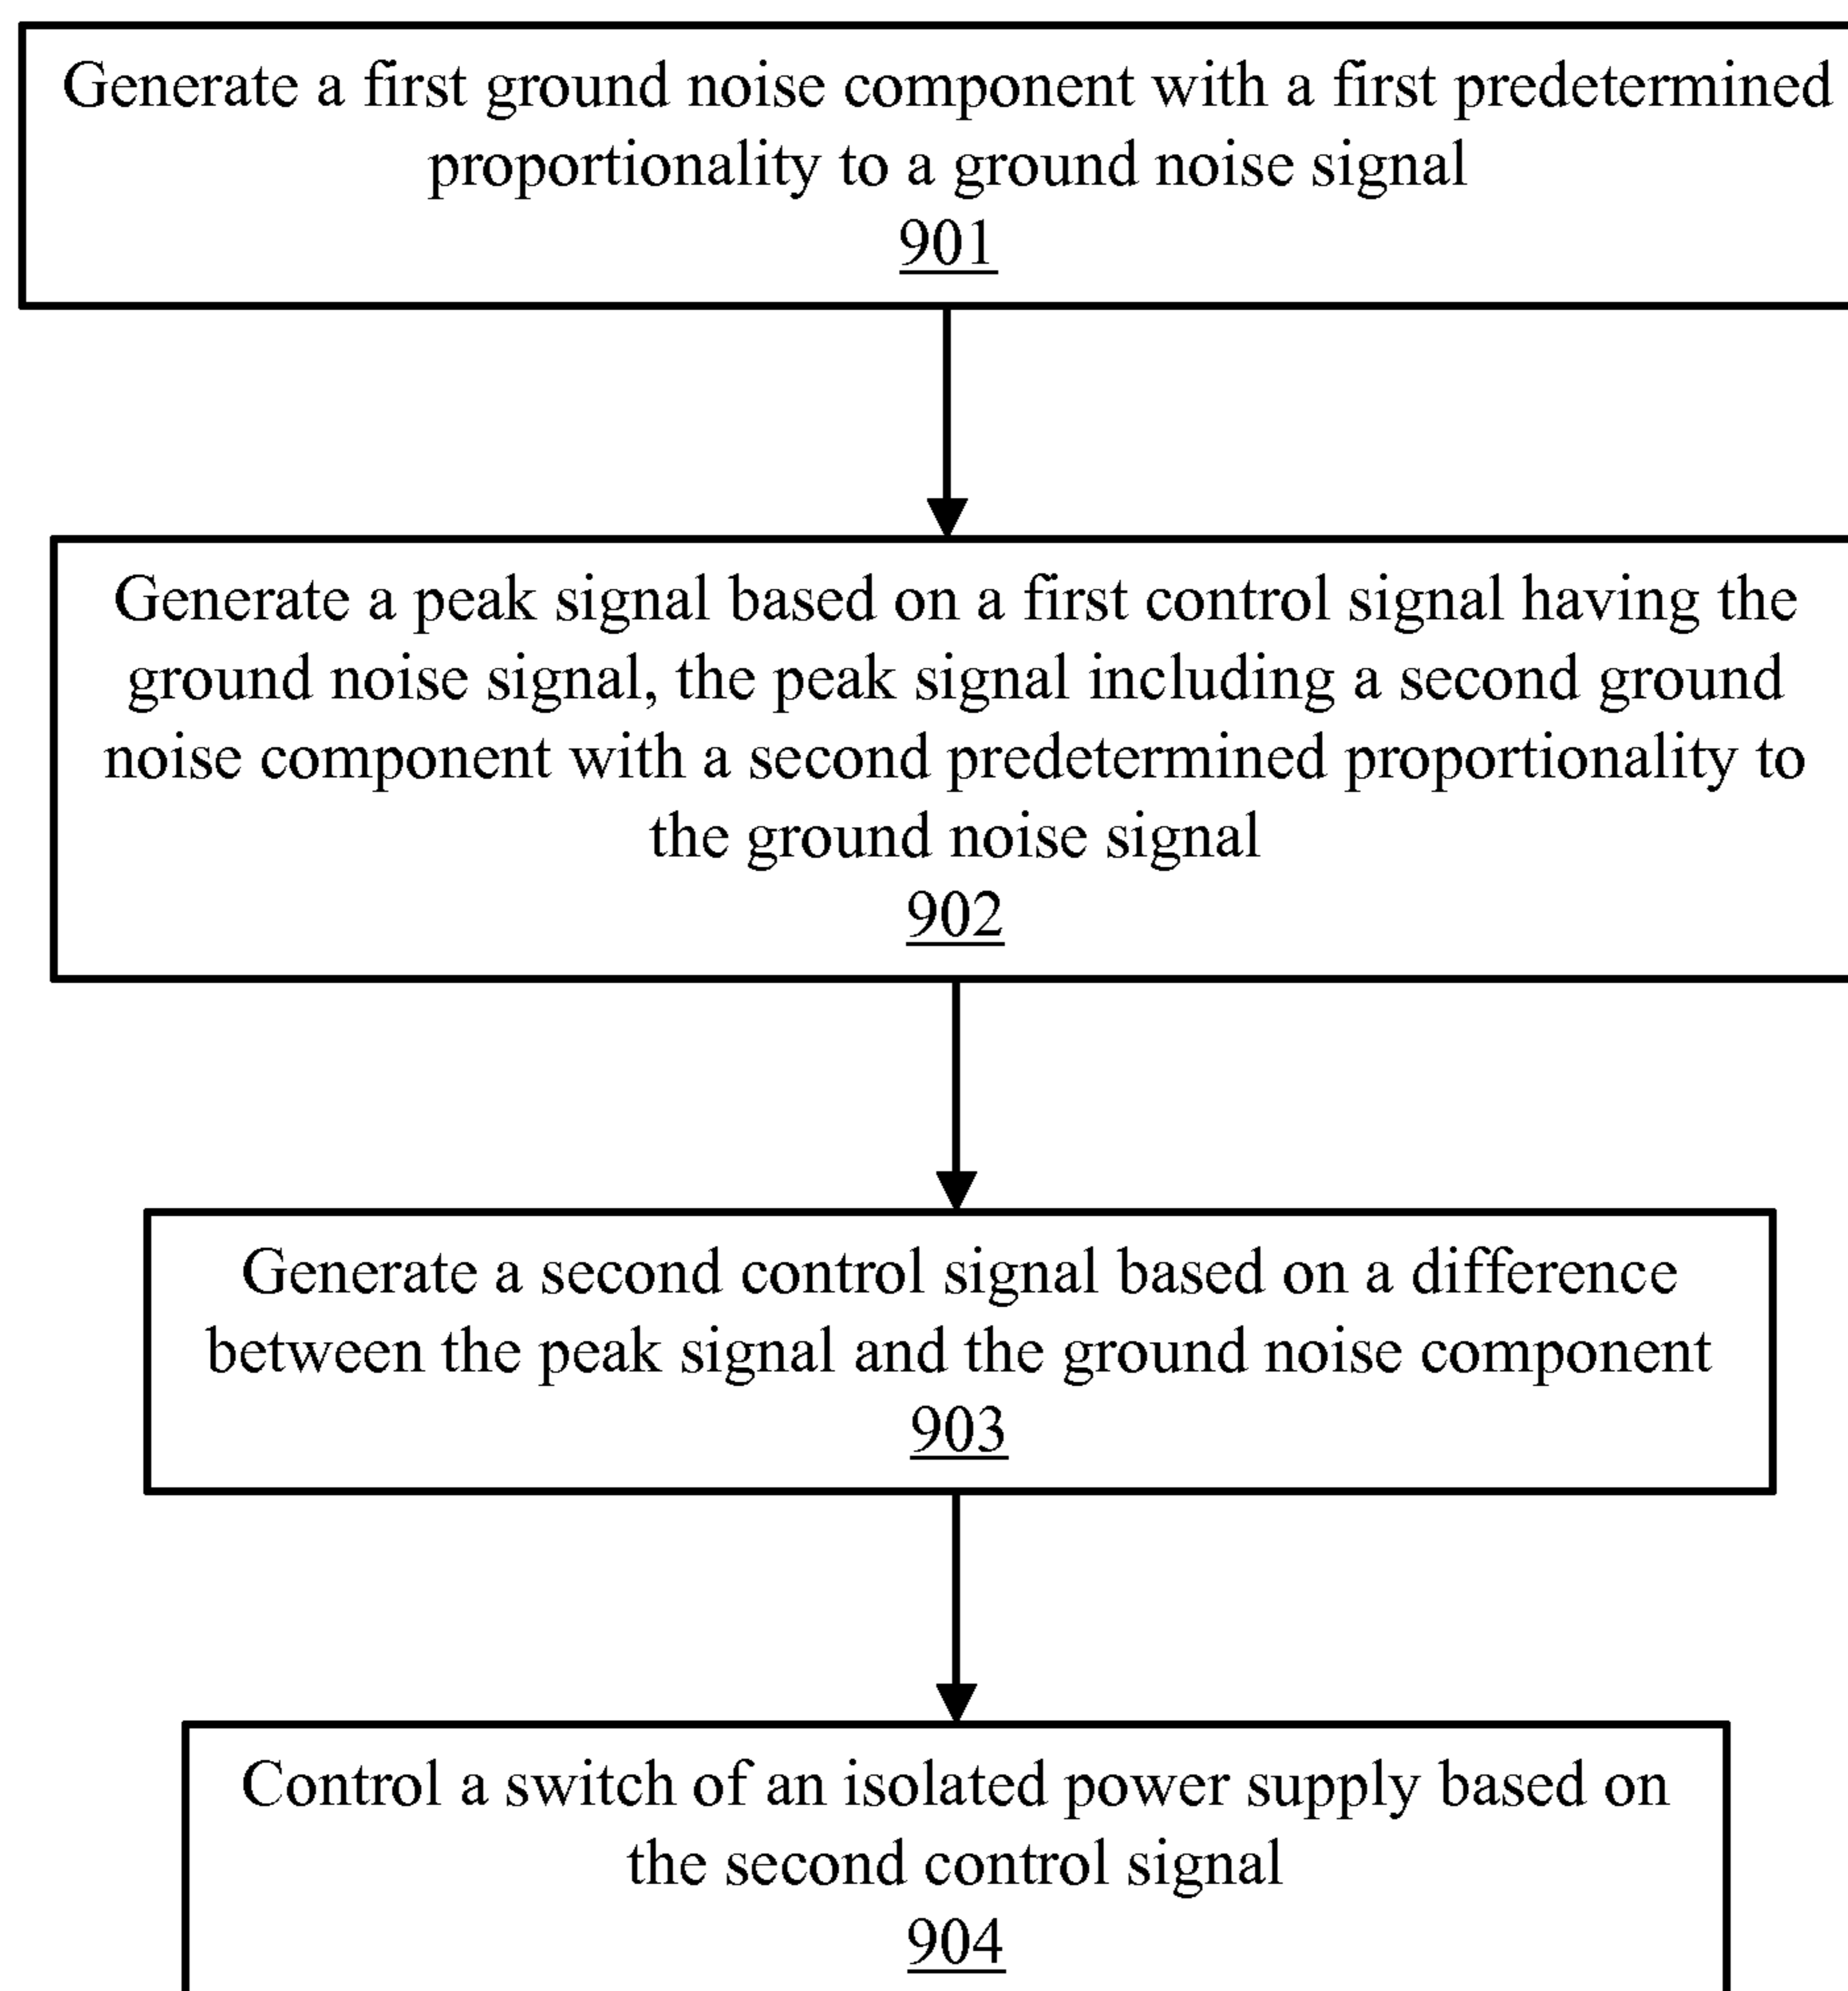 Generate a first ground noise component with a first predetermined
proportionality to a ground noise signal
901
Generate a peak signal based on a first control signal having the
ground noise signal, the peak signal including a second ground
noise component with a second predetermined proportionality to
the ground noise signal
902
Generate a second control signal based on a difference
between the peak signal and the ground noise component
903
Control a switch of an isolated power supply based on
the second control signal
904